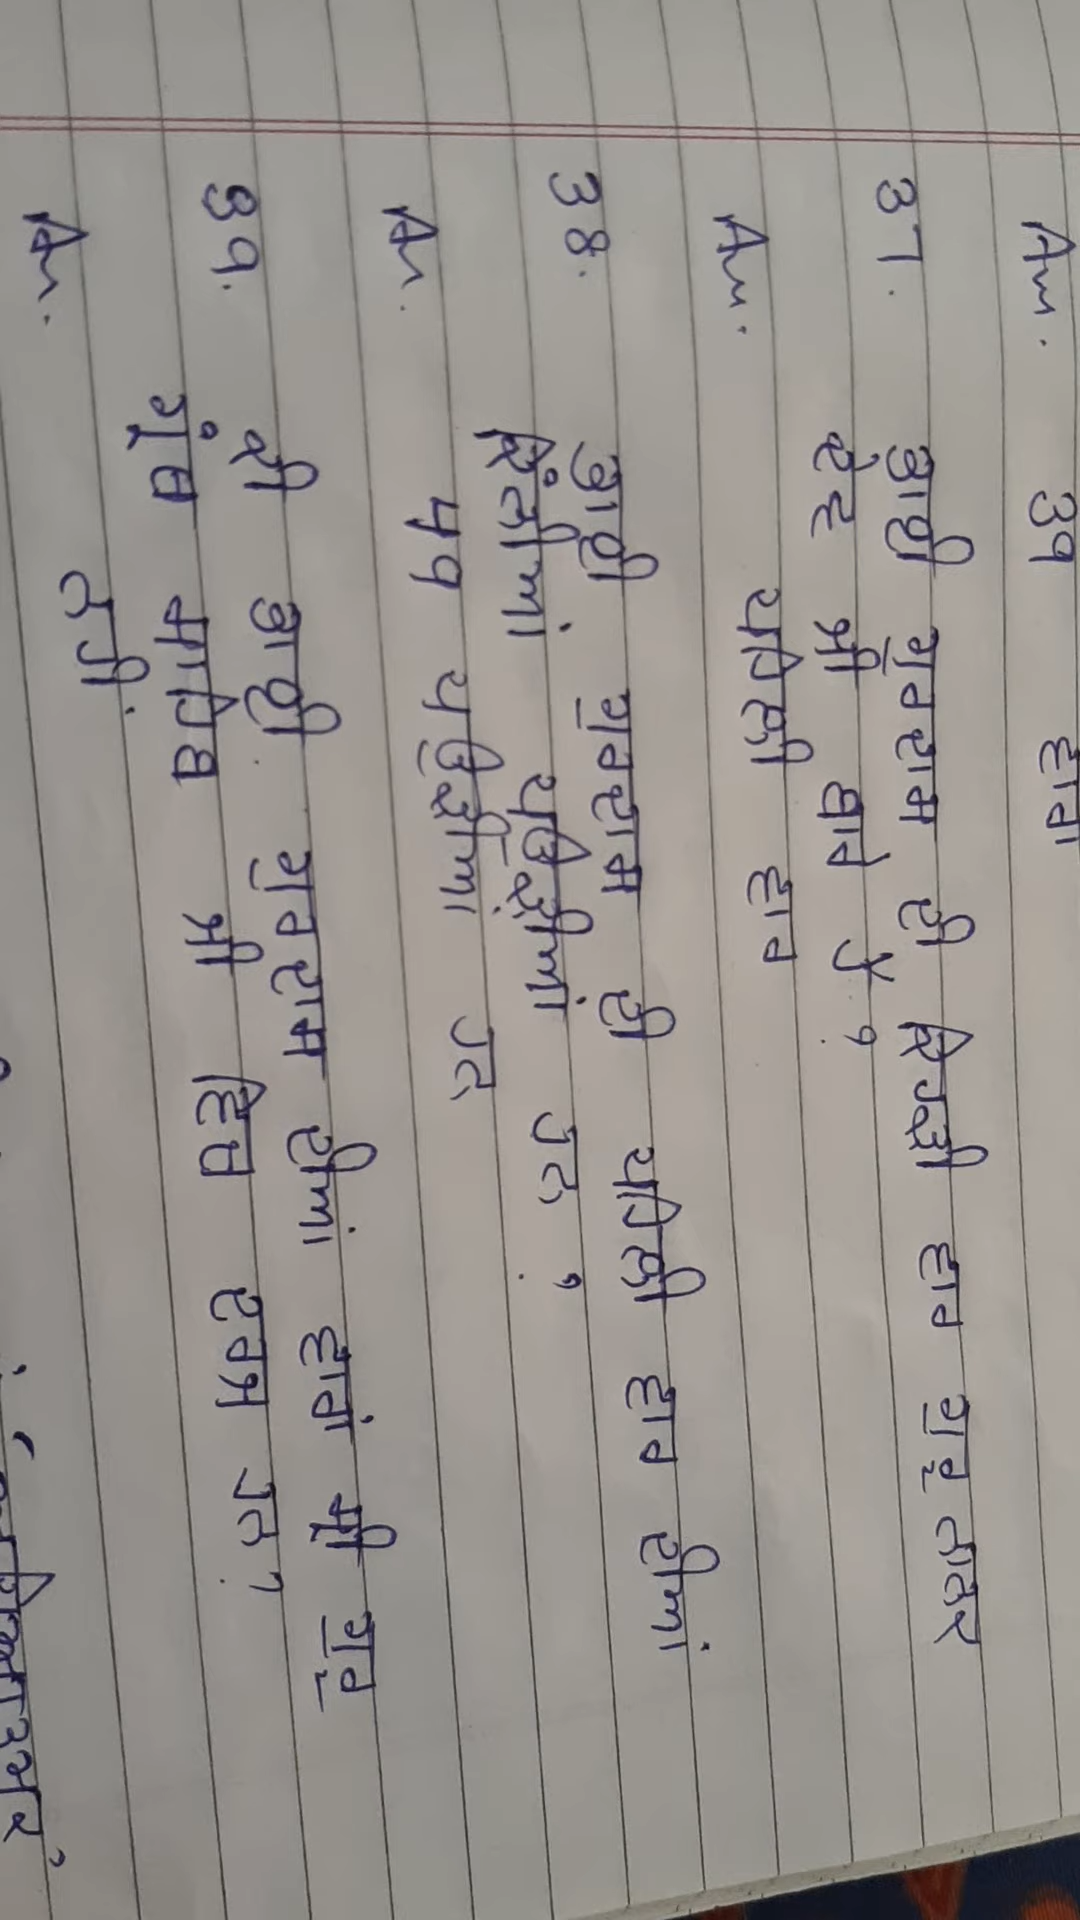 Ans. 39 ਵਾਰਾਂ
37. ਭਾਈ ਗੁਰਦਾਸ ਦੀ ਕਿਹੜੀ ਵਾਰ ਗੁਰੂ ਨਾਨਕ
ਦੇਵ ਜੀ ਬਾਰੇ ਹੈ ?
Ans. ਪਹਿਲੀ ਵਾਰ
38. ਭਾਈ ਗੁਰਦਾਸ ਦੀ ਪਹਿਲੀ ਵਾਰ ਦੀਆਂ
ਕਿੰਨੀਆਂ ਪਉੜੀਆਂ ਹਨ ?
An. 49 ਪਉੜੀਆ ਹਨ
39. ਕੀ ਭਾਈ ਗੁਰਦਾਸ ਦੀਆਂ ਵਾਰਾਂ ਸ੍ਰੀ ਗੁਰੂ
ਗ੍ਰੰਥ ਸਾਹਿਬ ਜੀ ਵਿਚ ਦਰਜ ਹਨ ?
An. ਨਹੀਂ